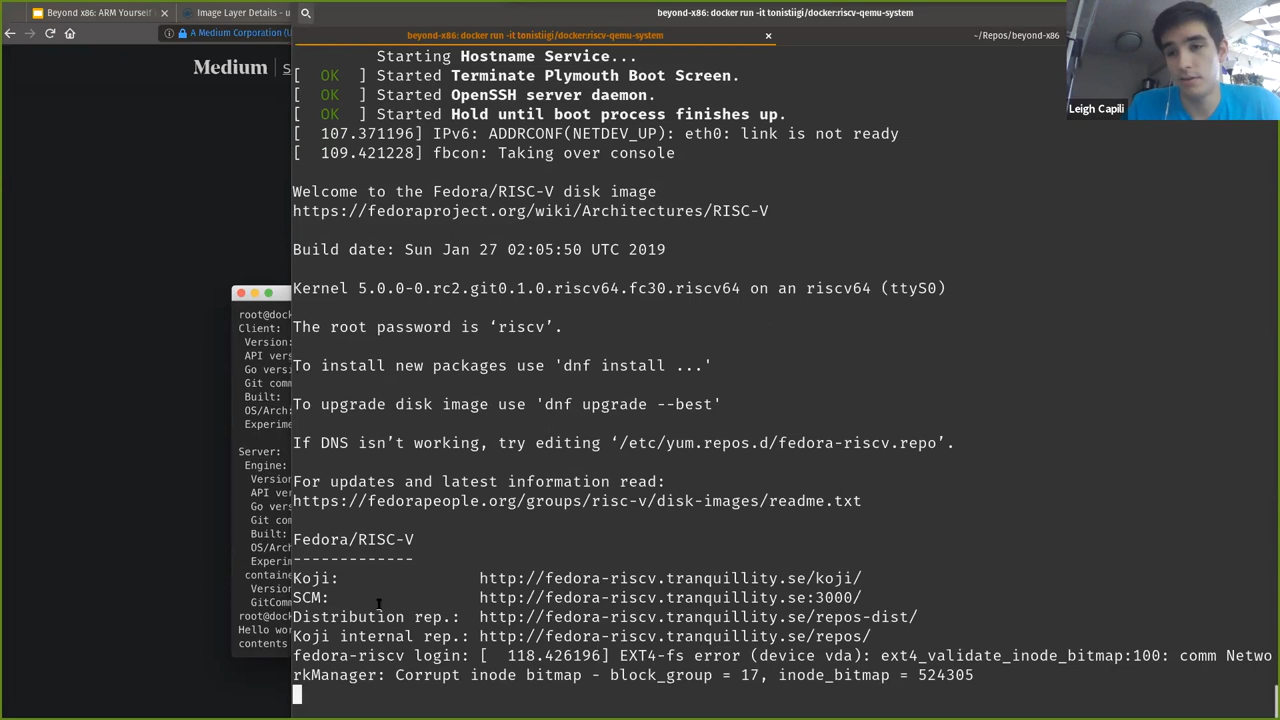 Beyond x86: ARM Yourself
Image Layer Details - u
beyond-x86: docker run -it tonistiigi/docker:riscv-qemu-system
A Medium Corporation (U
beyond-x86: docker run -it tonistiigi/docker:riscv-qemu-system
~/Repos/beyond-x86
Medium
S
Leigh Capili
Starting Hostname Service...
[  OK  ] Started Terminate Plymouth Boot Screen.
[  OK  ] Started OpenSSH server daemon.
[  OK  ] Started Hold until boot process finishes up.
[  107.371196] IPv6: ADDRCONF(NETDEV_UP): eth0: link is not ready
[  109.421228] fbcon: Taking over console
Welcome to the Fedora/RISC-V disk image
https://fedoraproject.org/wiki/Architectures/RISC-V
Build date: Sun Jan 27 02:05:50 UTC 2019
Kernel 5.0.0-0.rc2.git0.1.0.riscv64.fc30.riscv64 on an riscv64 (ttyS0)
The root password is ‘riscv’.
To install new packages use 'dnf install ...'
To upgrade disk image use 'dnf upgrade --best'
If DNS isn’t working, try editing ‘/etc/yum.repos.d/fedora-riscv.repo’.
For updates and latest information read:
https://fedorapeople.org/groups/risc-v/disk-images/readme.txt
Fedora/RISC-V
-------------
Koji:               http://fedora-riscv.tranquillity.se/koji/
SCM:                http://fedora-riscv.tranquillity.se:3000/
Distribution rep.:  http://fedora-riscv.tranquillity.se/repos-dist/
Koji internal rep.: http://fedora-riscv.tranquillity.se/repos/
fedora-riscv login: [  118.426196] EXT4-fs error (device vda): ext4_validate_inode_bitmap:100: comm Netwo
rkManager: Corrupt inode bitmap - block_group = 17, inode_bitmap = 524305
root@dock
Client:
Version:
API ver
Go vers
Git com
Built:
OS/Arch
Experime
Server:
Engine:
Version
API ver
Go vers
Git com
Built:
OS/Arch
Experim
containe
Version
GitComm
root@dock
Hello wor
contents